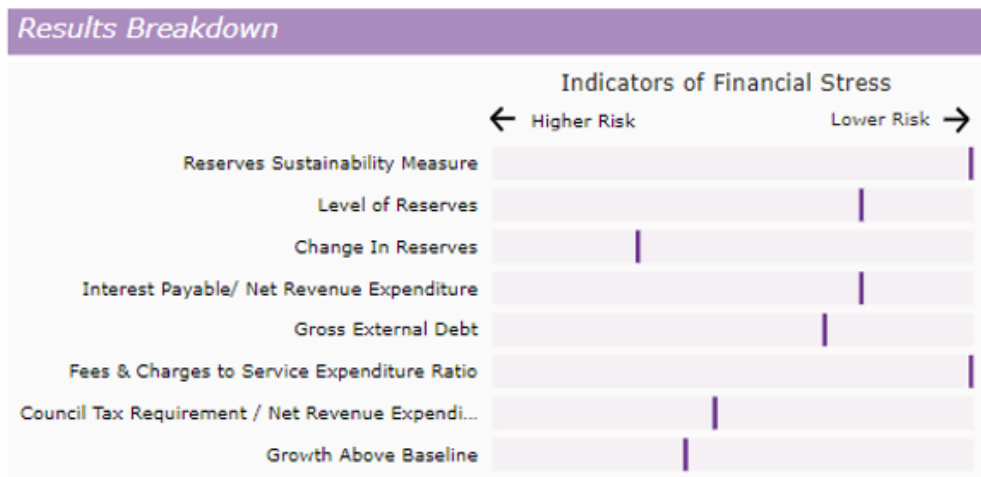 Results Breakdown
Indicators of Financial Stress
Higher Risk
Lower Risk
Reserves Sustainability Measure
Level of Reserves
Change In Reserves
Interest Payable/ Net Revenue Expenditure
Gross External Debt
Fees & Charges to Service Expenditure Ratio
Council Tax Requirement / Net Revenue Expendi...
Growth Above Baseline